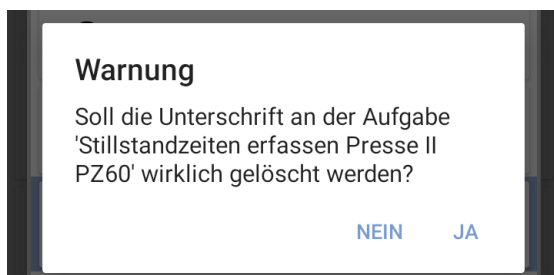 Warnung
Soll die Unterschrift an der Aufgabe
'Stillstandzeiten erfassen Presse II
PZ60' wirklich gelöscht werden?
NEIN JA